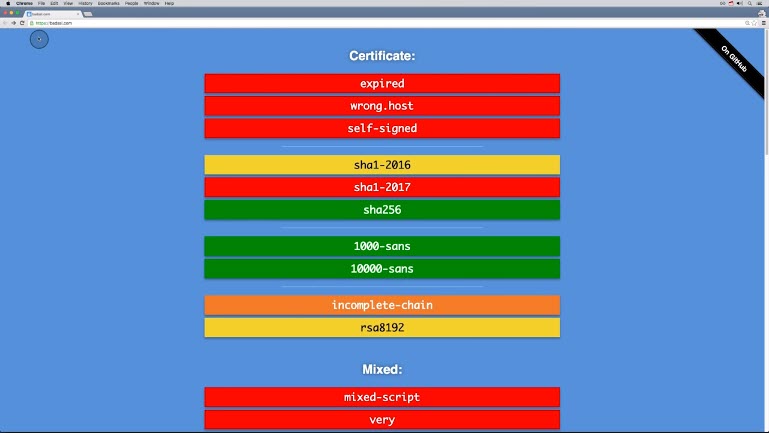 Chrome File Edit View History Bookmarks People Window Help
badssl.com
https://badssl.com
On GitHub
Certificate:
expired
wrong.host
self-signed
sha1-2016
sha1-2017
sha256
1000-sans
10000-sans
incomplete-chain
rsa8192
Mixed:
mixed-script
very